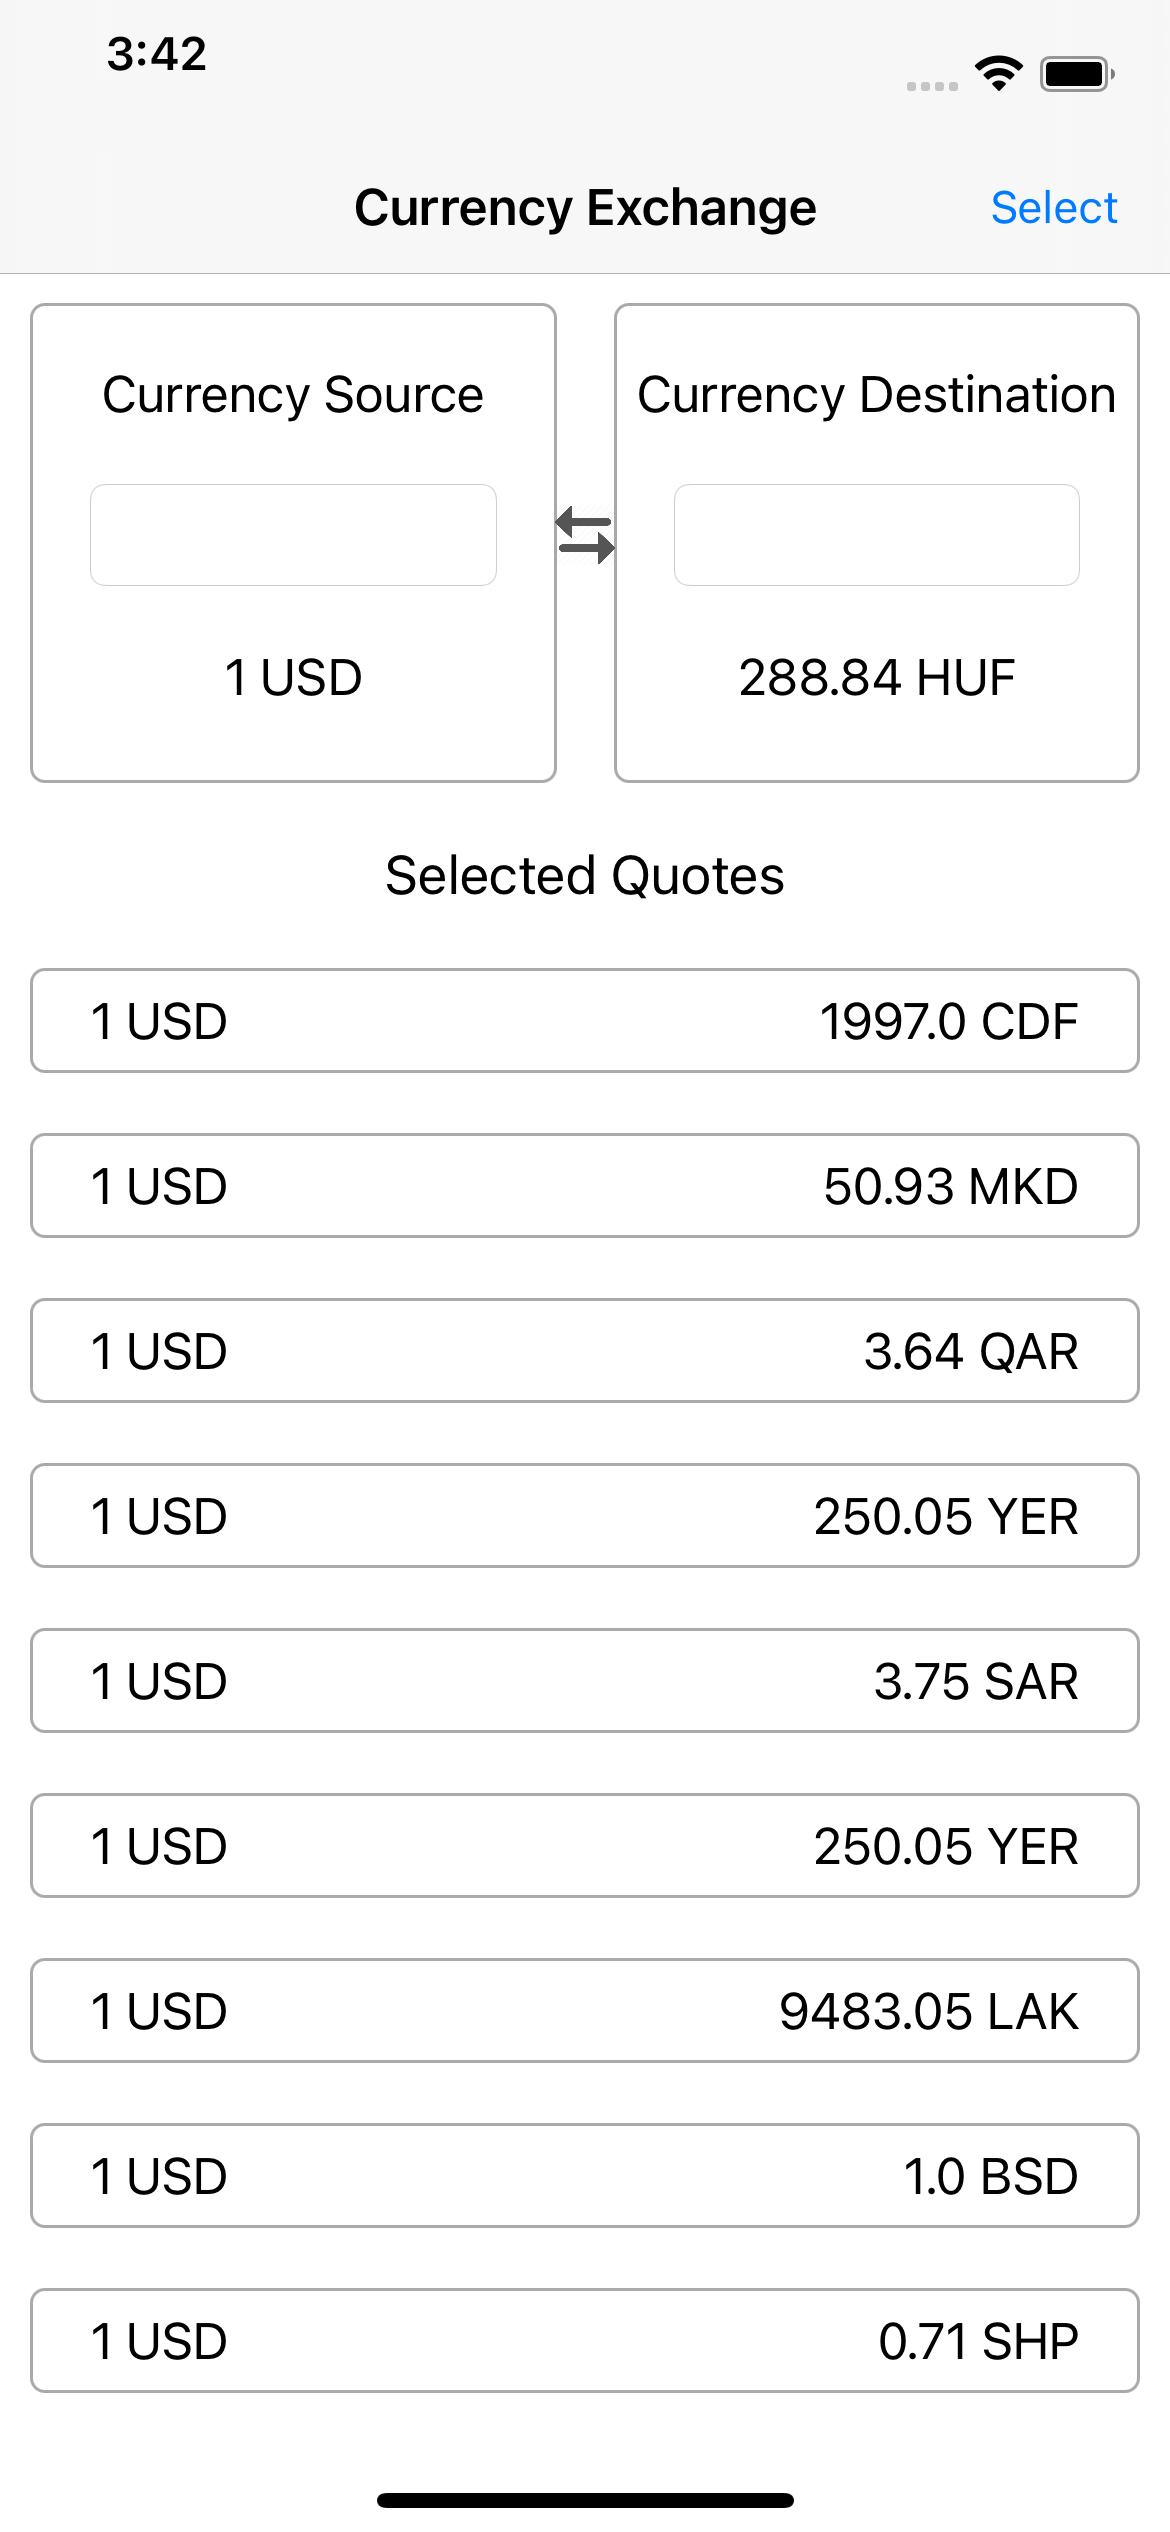 3:42
Currency Exchange Select
Currency Source Currency Destination
1 USD 288.84 HUF
Selected Quotes
1 USD 1997.0 CDF
1 USD 50.93 MKD
1 USD 3.64 QAR
1 USD 250.05 YER
1 USD 3.75 SAR
1 USD 250.05 YER
1 USD 9483.05 LAK
1 USD 1.0 BSD
1 USD 0.71 SHP